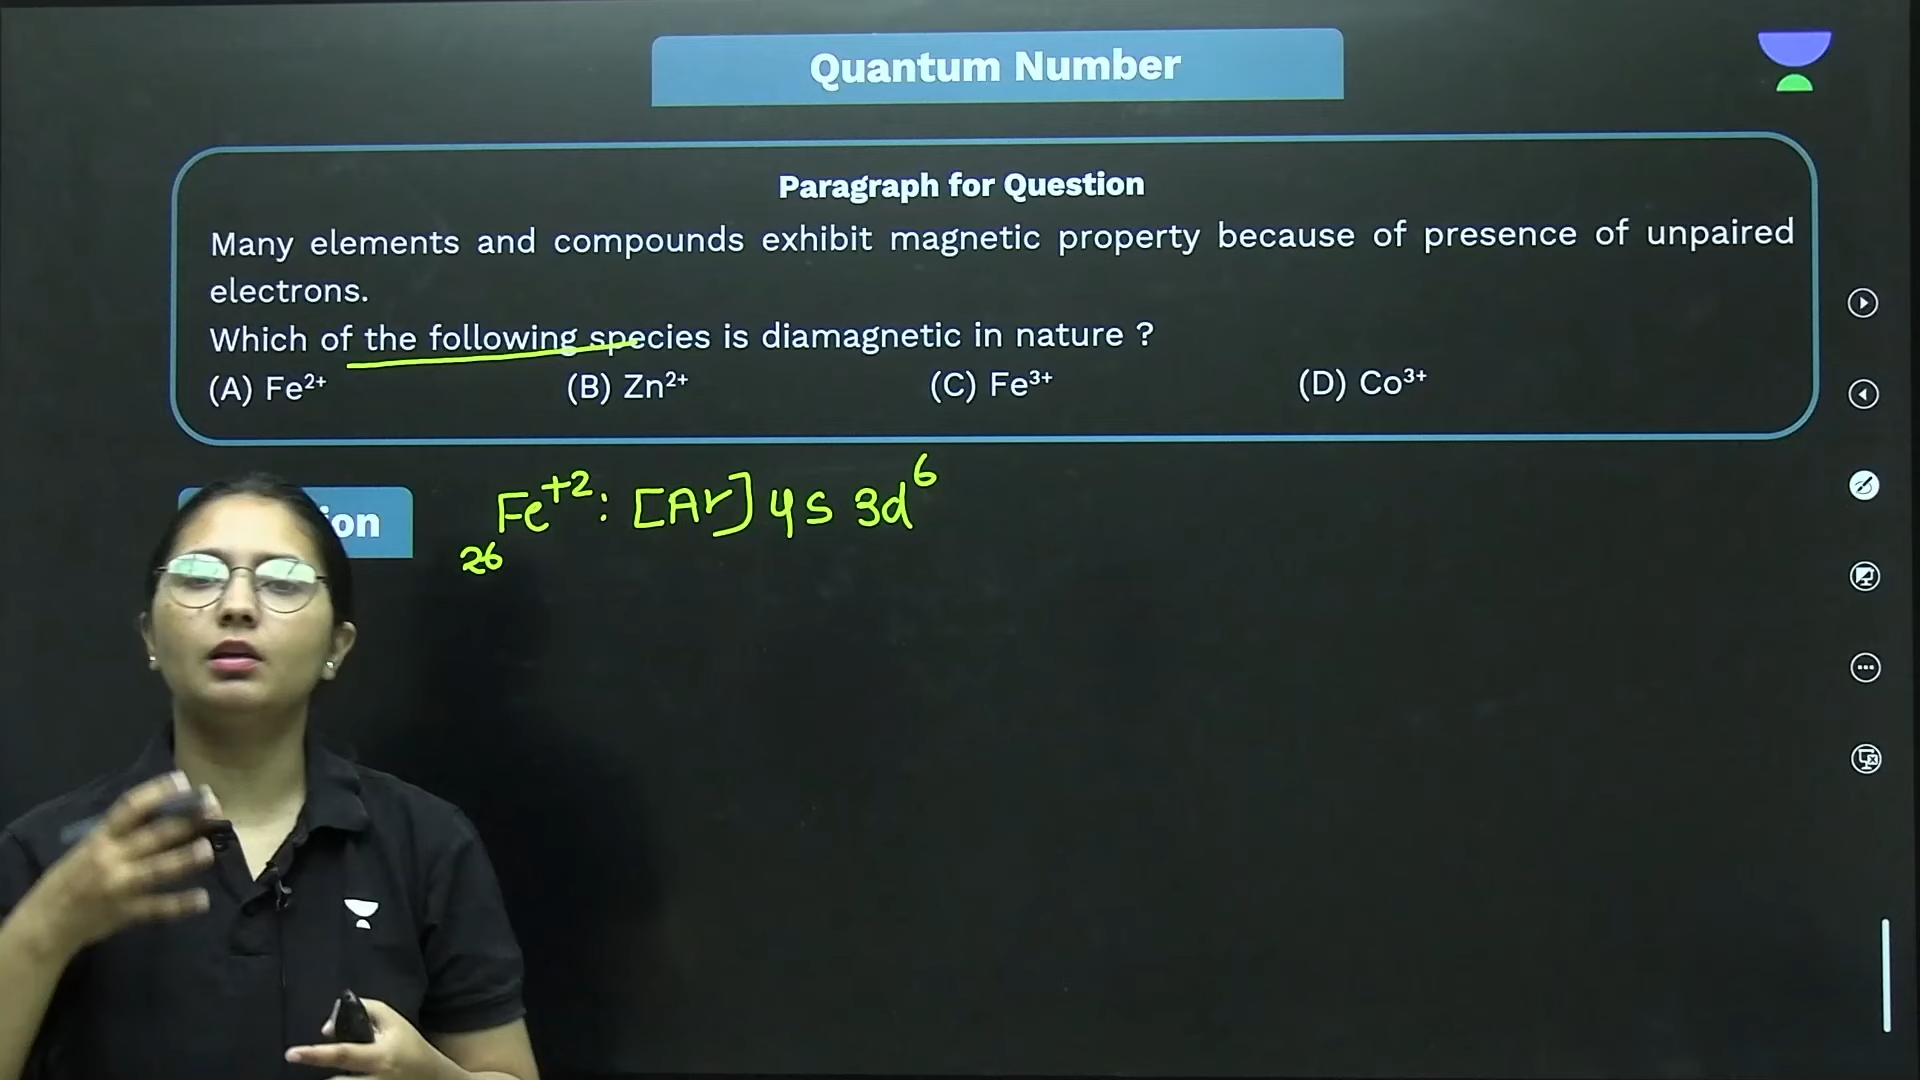 Quantum Number
Paragraph for Question
Many elements and compounds exhibit magnetic property because of presence of unpaired
electrons.
Which of the following species is diamagnetic in nature ?
(A) Fe²⁺ (B) Zn²⁺ (C) Fe³⁺ (D) Co³⁺
ion
₂₆Fe⁺² : [Ar] 4s 3d⁶